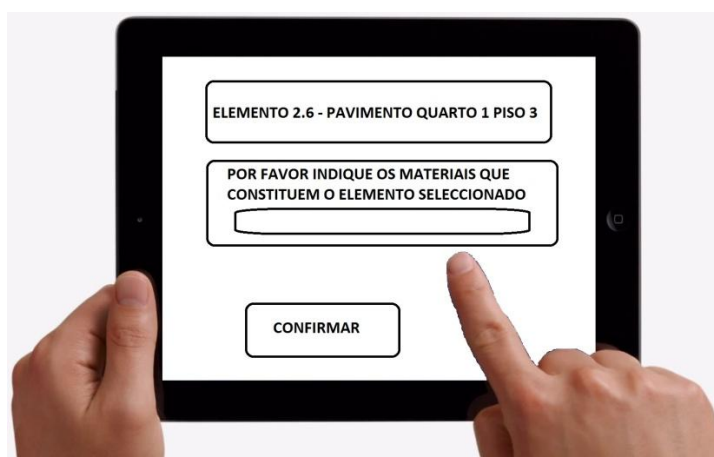 ELEMENTO 2.6 - PAVIMENTO QUARTO 1 PISO 3
POR FAVOR INDIQUE OS MATERIAIS QUE
CONSTITUEM O ELEMENTO SELECCIONADO
CONFIRMAR